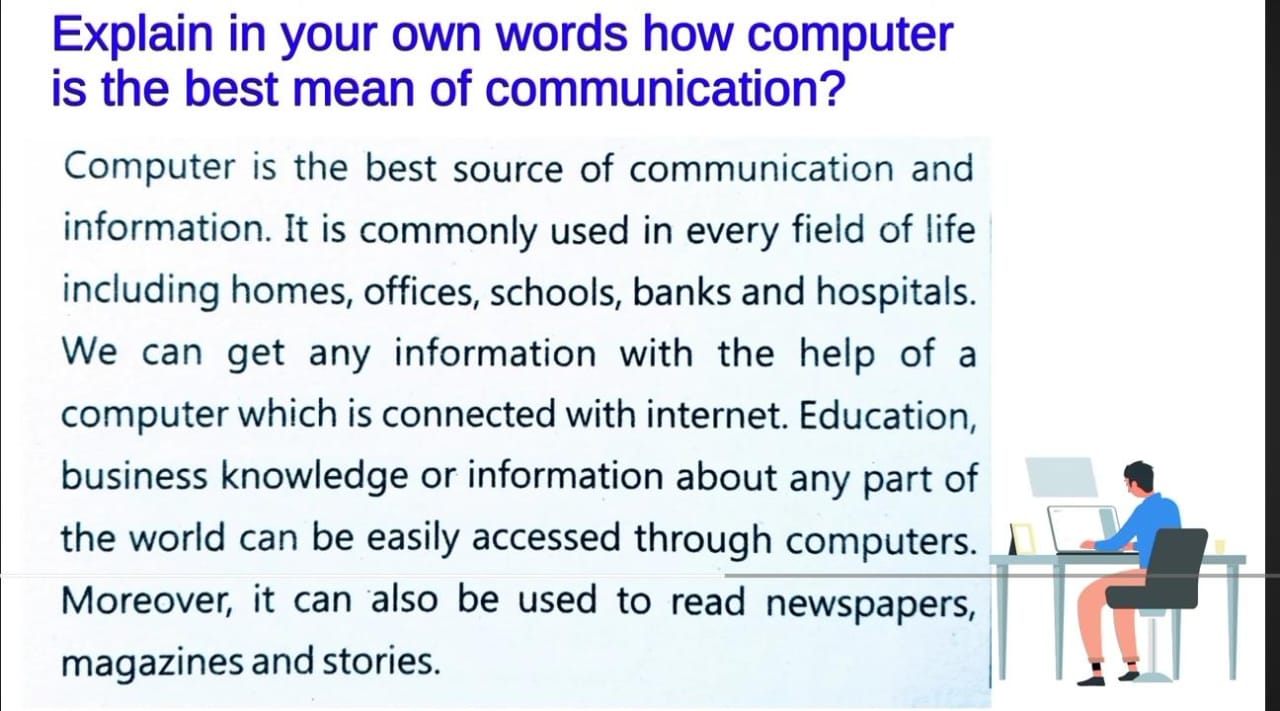 Explain in your own words how computer
is the best mean of communication?
Computer is the best source of communication and
information. It is commonly used in every field of life
including homes, offices, schools, banks and hospitals.
We can get any information with the help of a
computer which is connected with internet. Education,
business knowledge or information about any part of
the world can be easily accessed through computers.
Moreover, it can also be used to read newspapers,
magazines and stories.